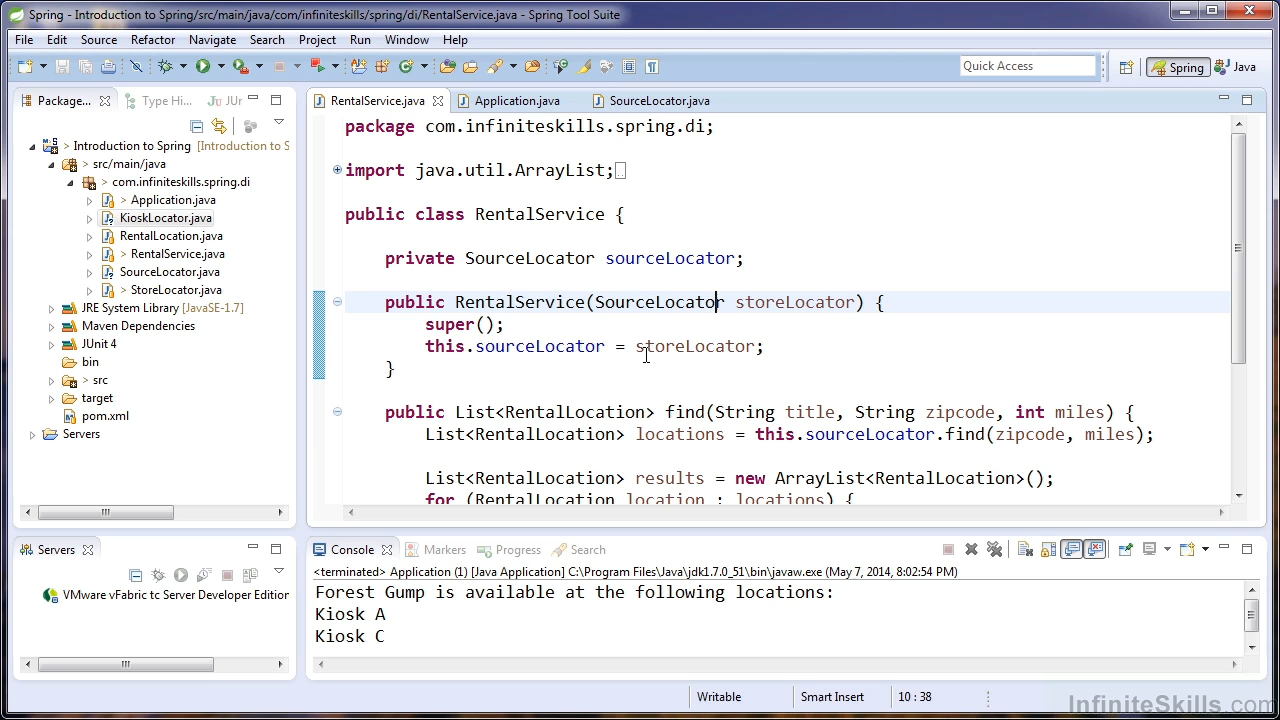 Spring - Introduction to Spring/src/main/java/com/infiniteskills/spring/di/RentalService.java - Spring Tool Suite
File Edit Source Refactor Navigate Search Project Run Window Help
Quick Access
Spring
Java
Package...
Type Hi...
JUr
> Introduction to Spring [Introduction to S
> src/main/java
> com.infiniteskills.spring.di
> Application.java
KioskLocator.java
RentalLocation.java
> RentalService.java
SourceLocator.java
> StoreLocator.java
JRE System Library [JavaSE-1.7]
Maven Dependencies
JUnit 4
bin
> src
target
pom.xml
Servers
RentalService.java
Application.java
SourceLocator.java
package com.infiniteskills.spring.di;
import java.util.ArrayList;
public class RentalService {
private SourceLocator sourceLocator;
public RentalService(SourceLocator storeLocator) {
super();
this.sourceLocator = storeLocator;
}
public List<RentalLocation> find(String title, String zipcode, int miles) {
List<RentalLocation> locations = this.sourceLocator.find(zipcode, miles);
List<RentalLocation> results = new ArrayList<RentalLocation>();
for (RentalLocation location : locations) {
Servers
VMware vFabric tc Server Developer Edition
Console
Markers
Progress
Search
<terminated> Application (1) [Java Application] C:\Program Files\Java\jdk1.7.0_51\bin\javaw.exe (May 7, 2014, 8:02:54 PM)
Forest Gump is available at the following locations:
Kiosk A
Kiosk C
Writable
Smart Insert
10 : 38
InfiniteSkills.com